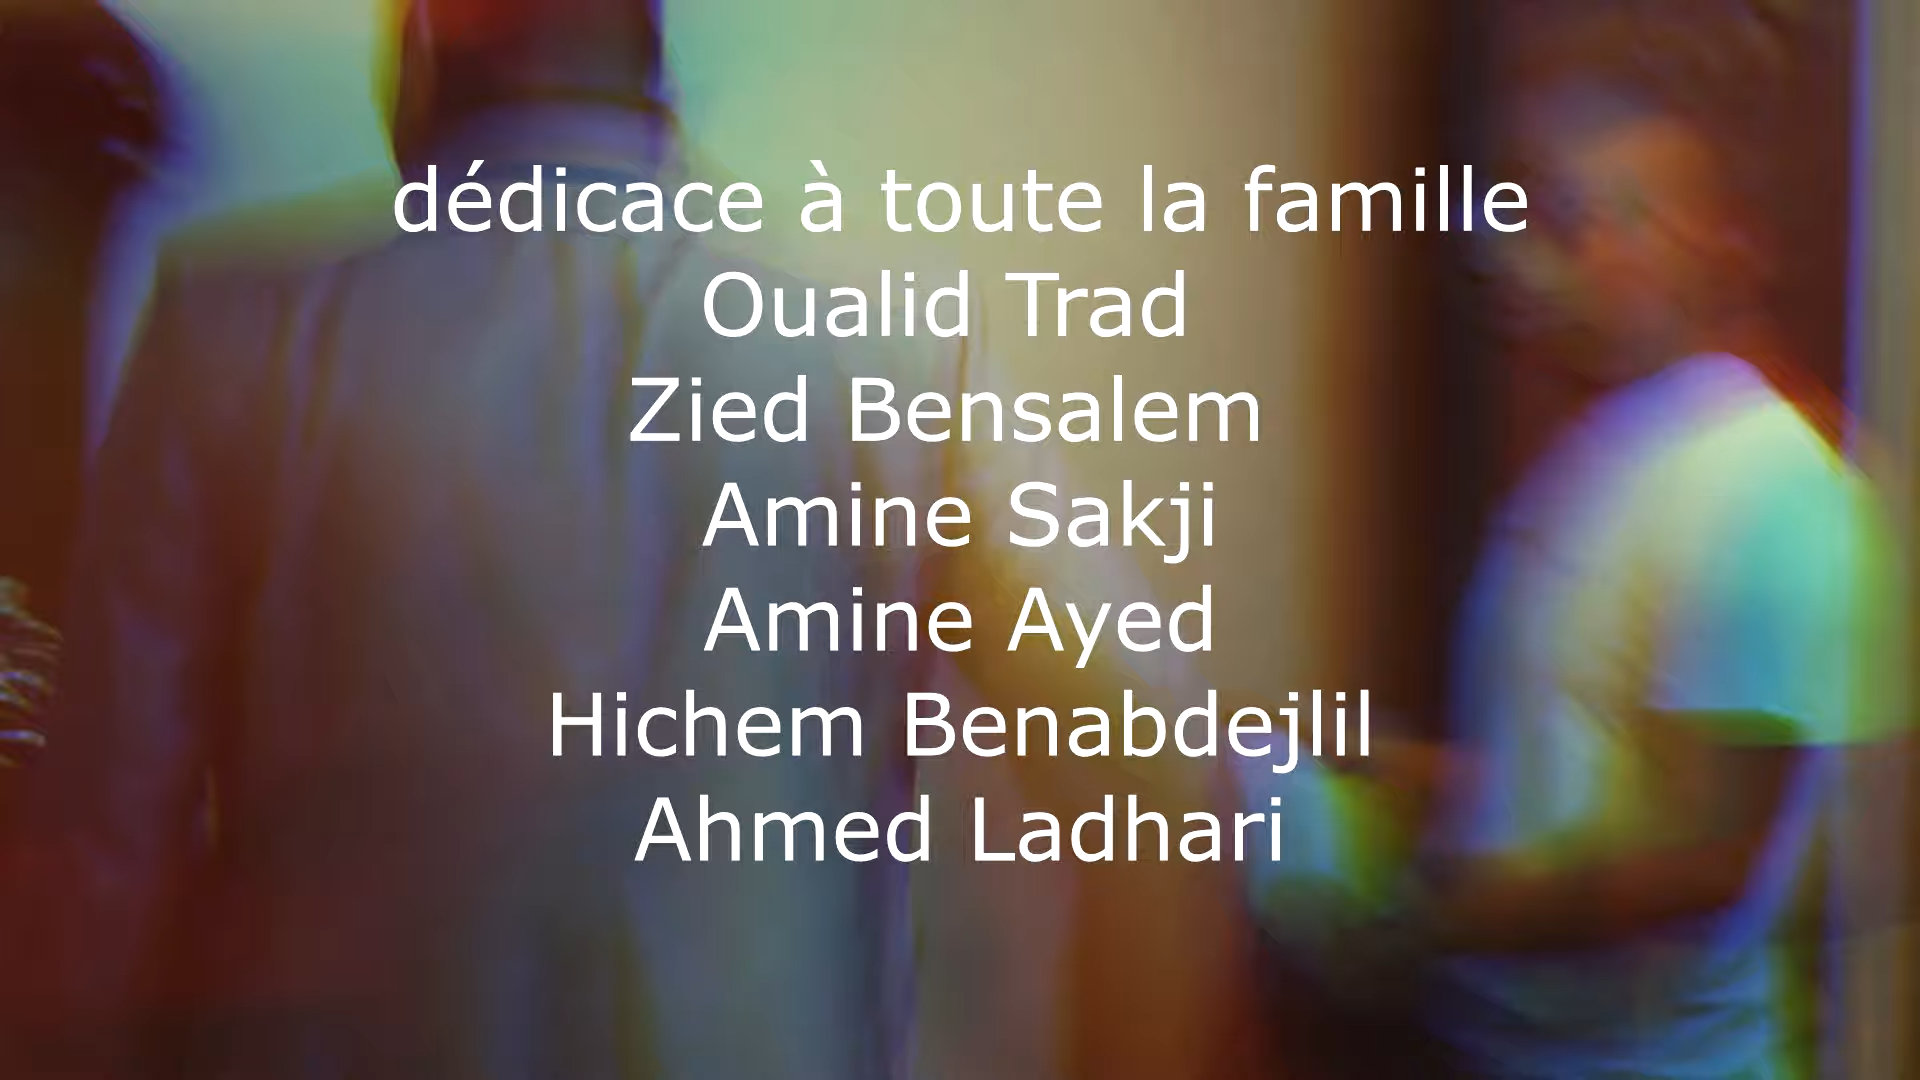 dédicace à toute la famille
Oualid Trad
Zied Bensalem
Amine Sakji
Amine Ayed
Hichem Benabdejlil
Ahmed Ladhari